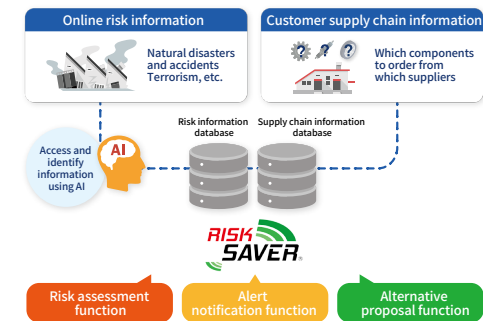 Online risk information
Natural disasters
and accidents
Terrorism, etc.
Customer supply chain information
?
?
Which components
to order from
which suppliers
Access and
identify
information
using AI
AI
Risk information
database
Supply chain information
database
RISK
SAVER
®
Risk assessment
function
Alert
notification function
Alternative
proposal function